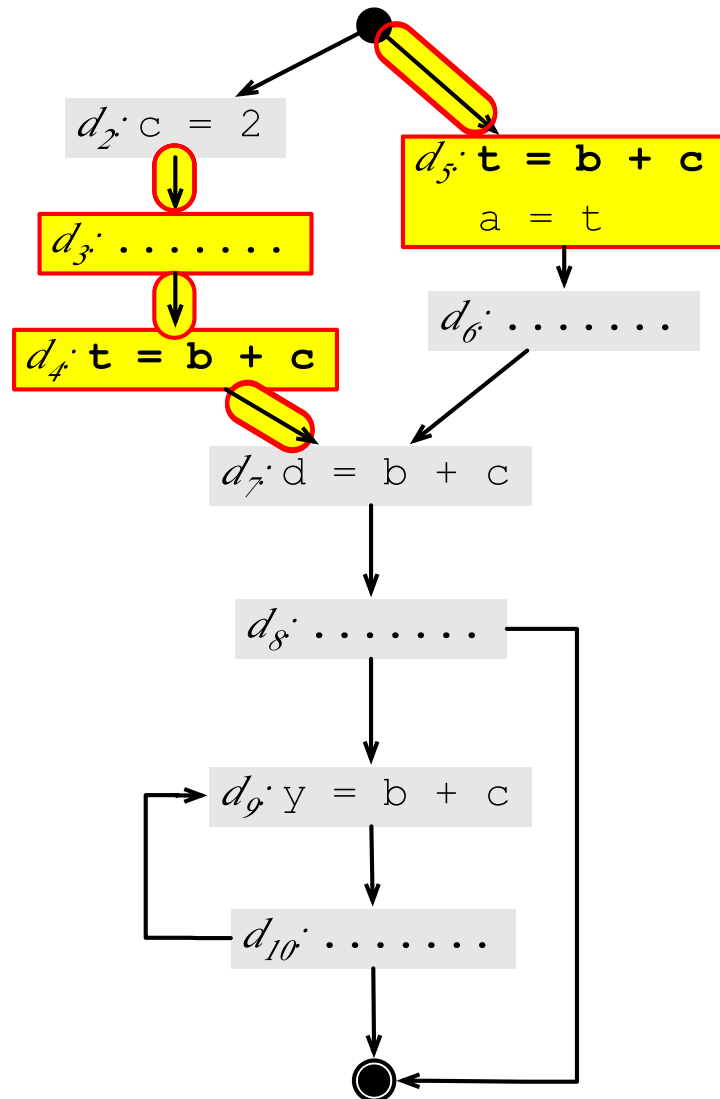 d2: c = 2
d5: t = b + c
a = t
d3: .......
d6: .......
d4: t = b + c
d7: d = b + c
d8: .......
d9: y = b + c
d10: .......